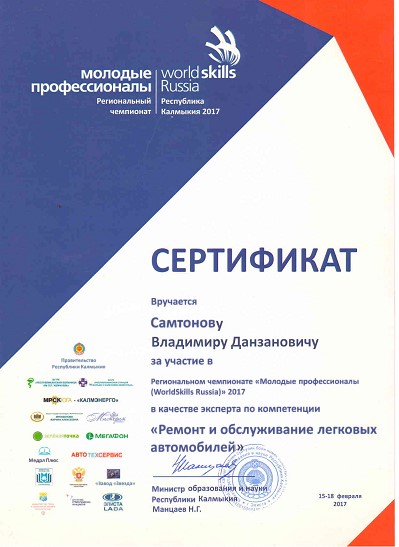 молодые
профессионалы
Региональный
чемпионат
worldskills
Russia
Республика
Калмыкия 2017
СЕРТИФИКАТ
Вручается
Самтонову
Владимиру Данзановичу
за участие в
Региональном чемпионате «Молодые профессионалы
(WorldSkills Russia)» 2017
в качестве эксперта по компетенции
«Ремонт и обслуживание легковых
автомобилей»
Министр образования и науки
Республики Калмыкия
Манцаев Н.Г.
15-18 февраля
2017
Правительство
Республики Калмыкия
«КАЛМЭНЕРГО»
МЕГАФОН
Медра Плюс
АВТОТЕХСЕРВИС
«Завод «Звезда»
ЭЛИСТА
LADA